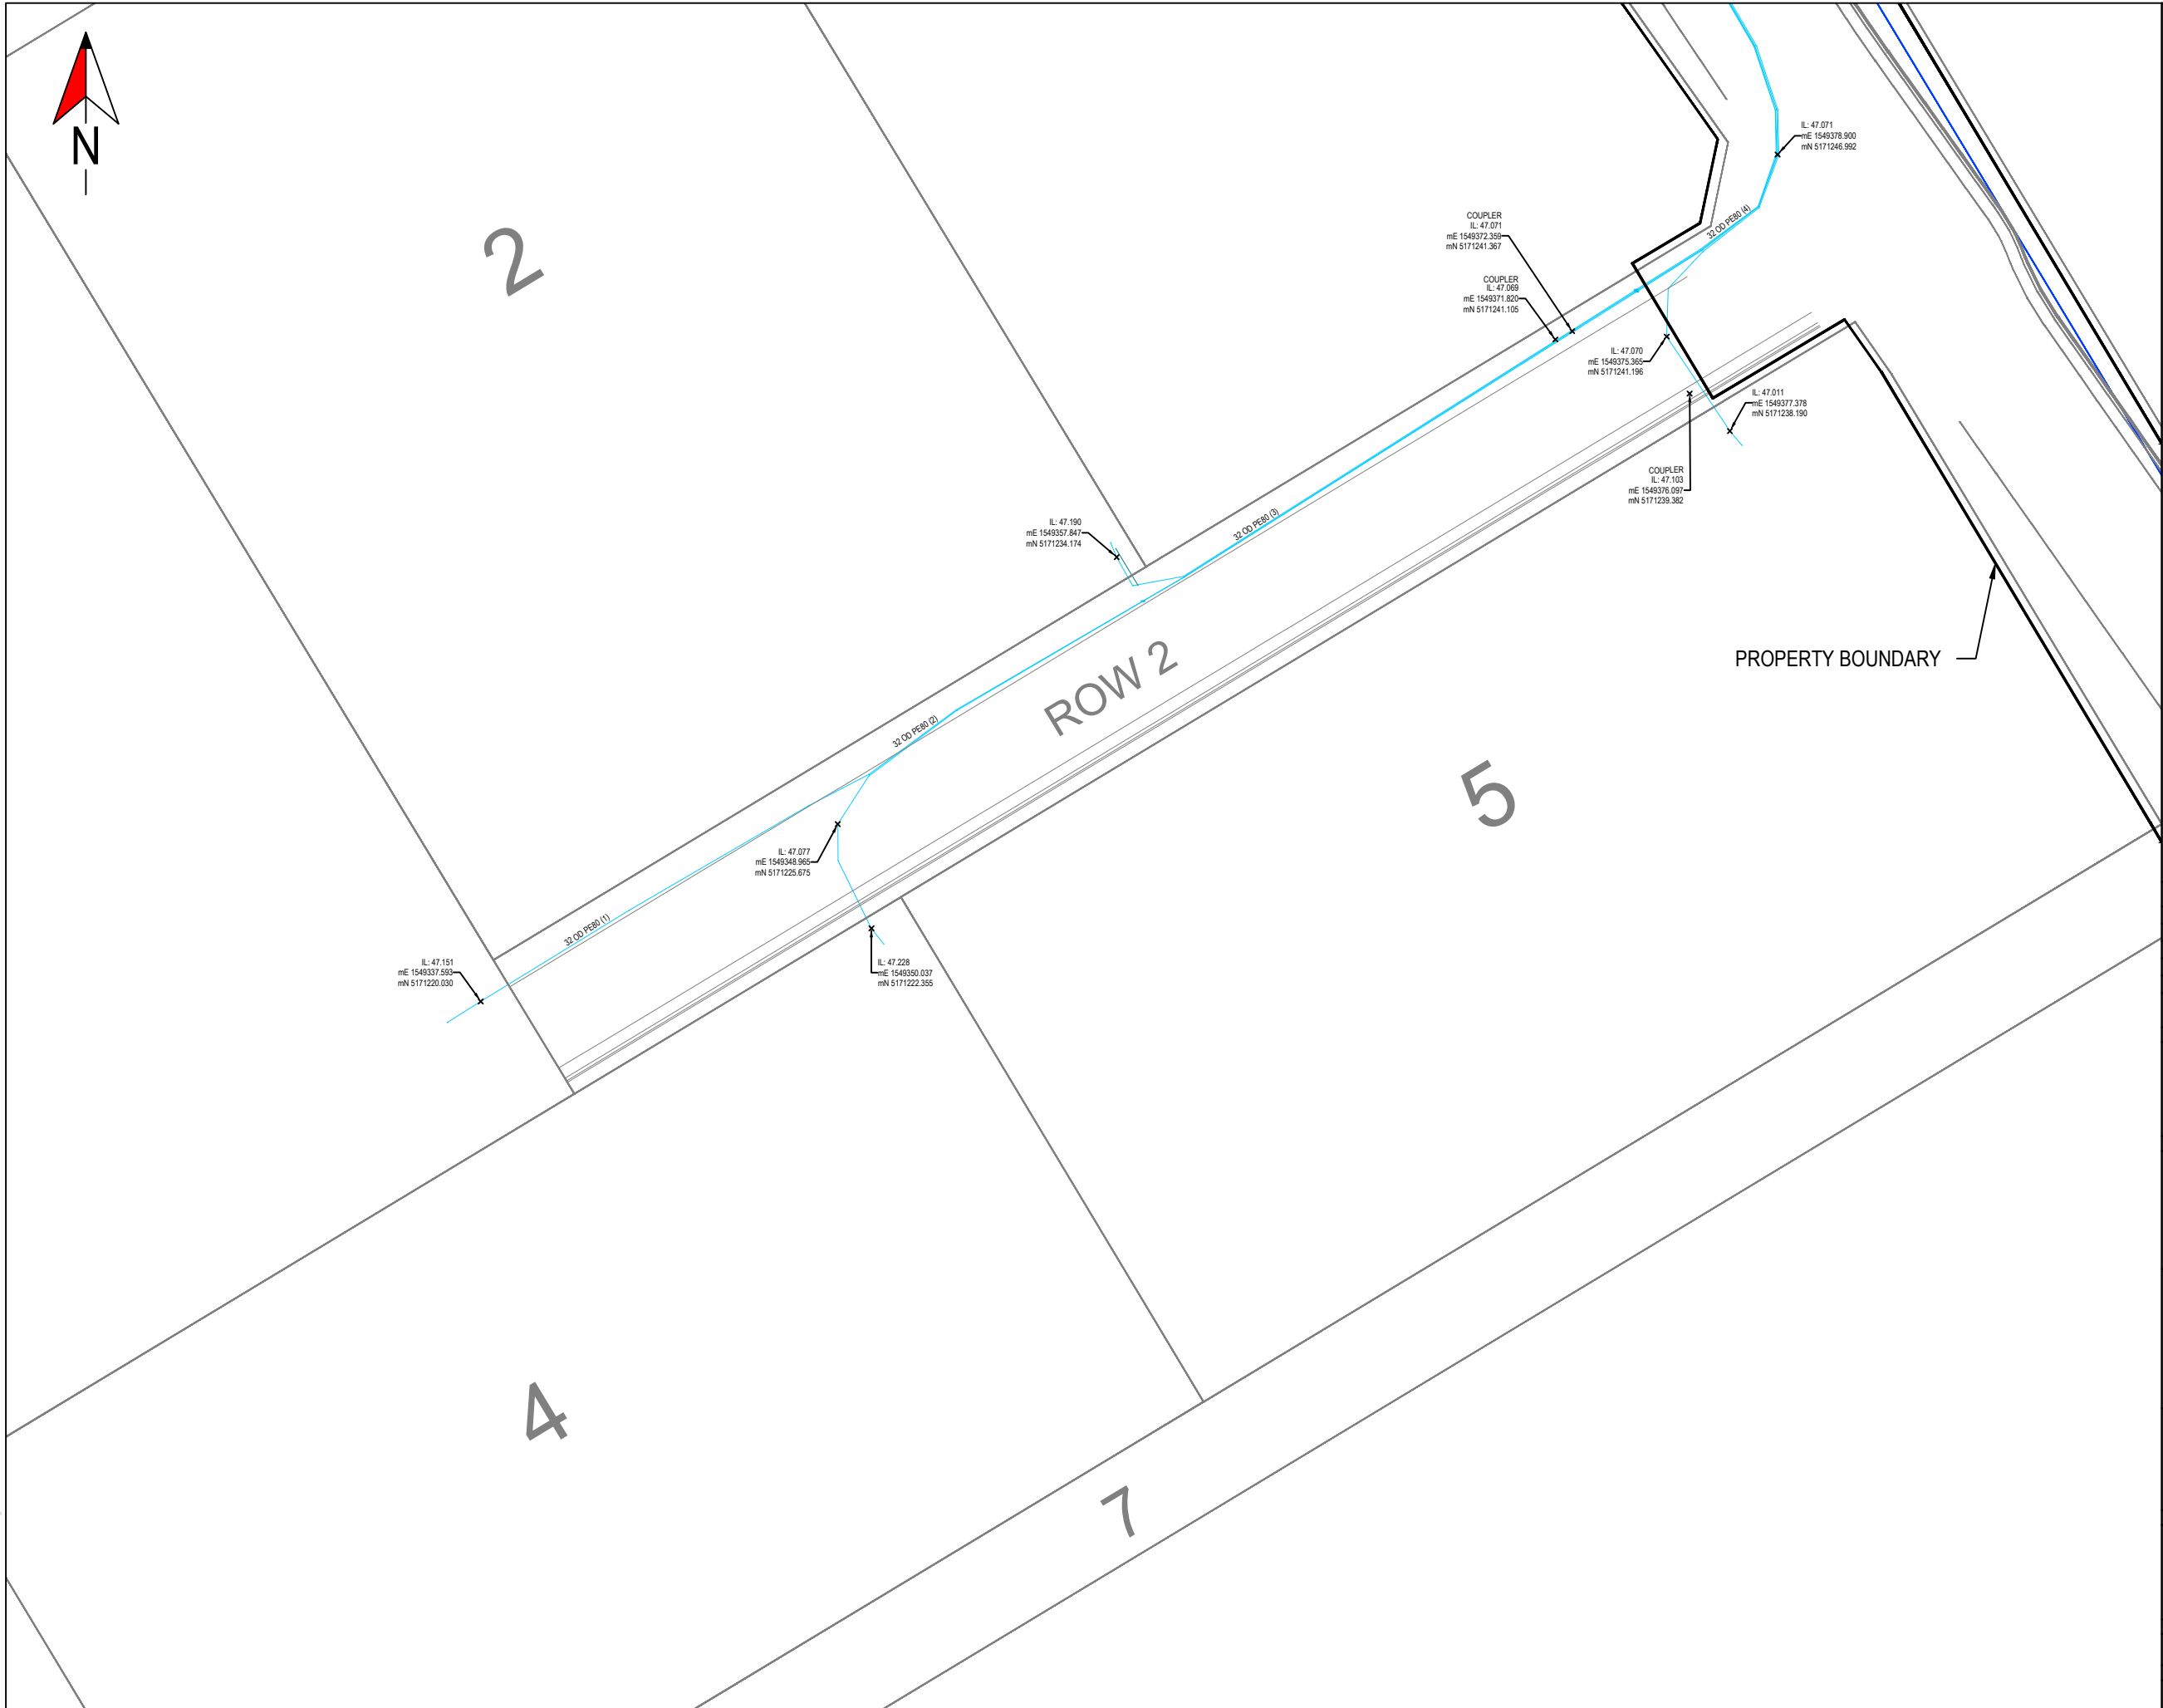 N
2
IL: 47.071
mE 1549378.900
mN 5171246.992
32 OD PE80 (4)
COUPLER
IL: 47.071
mE 1549372.359
mN 5171241.367
COUPLER
IL: 47.069
mE 1549371.820
mN 5171241.105
IL: 47.070
mE 1549375.365
mN 5171241.196
IL: 47.011
mE 1549377.378
mN 5171238.190
COUPLER
IL: 47.103
mE 1549376.097
mN 5171239.382
IL: 47.190
mE 1549357.847
mN 5171234.174
32 OD PE80 (3)
PROPERTY BOUNDARY
ROW 2
32 OD PE80 (2)
5
IL: 47.077
mE 1549348.965
mN 5171225.675
32 OD PE80 (1)
IL: 47.151
mE 1549337.593
mN 5171220.030
IL: 47.228
mE 1549350.037
mN 5171222.355
4
7